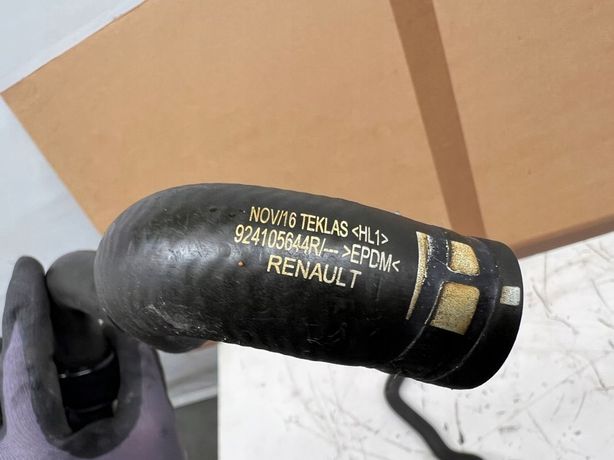 NOV/16 TEKLAS <HL1>
924105644R/--- >EPDM<
RENAULT